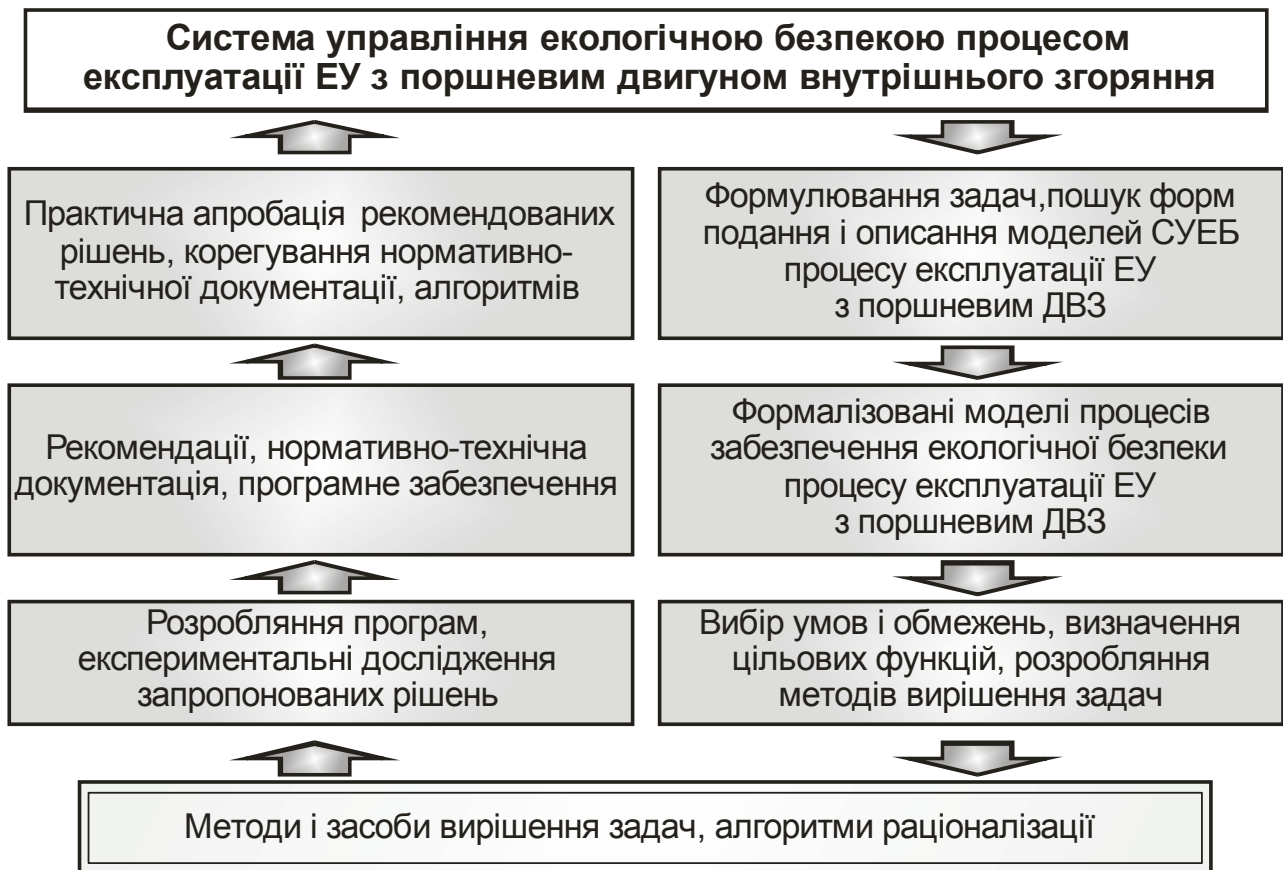 Система управління екологічною безпекою процесом
експлуатації ЕУ з поршневим двигуном внутрішнього згоряння
Практична апробація рекомендованих
рішень, корегування нормативно-
технічної документації, алгоритмів
Формулювання задач,пошук форм
подання і описання моделей СУЕБ
процесу експлуатації ЕУ
з поршневим ДВЗ
Рекомендації, нормативно-технічна
документація, програмне забезпечення
Формалізовані моделі процесів
забезпечення екологічної безпеки
процесу експлуатації ЕУ
з поршневим ДВЗ
Розробляння програм,
експериментальні дослідження
запропонованих рішень
Вибір умов і обмежень, визначення
цільових функцій, розробляння
методів вирішення задач
Методи і засоби вирішення задач, алгоритми раціоналізації